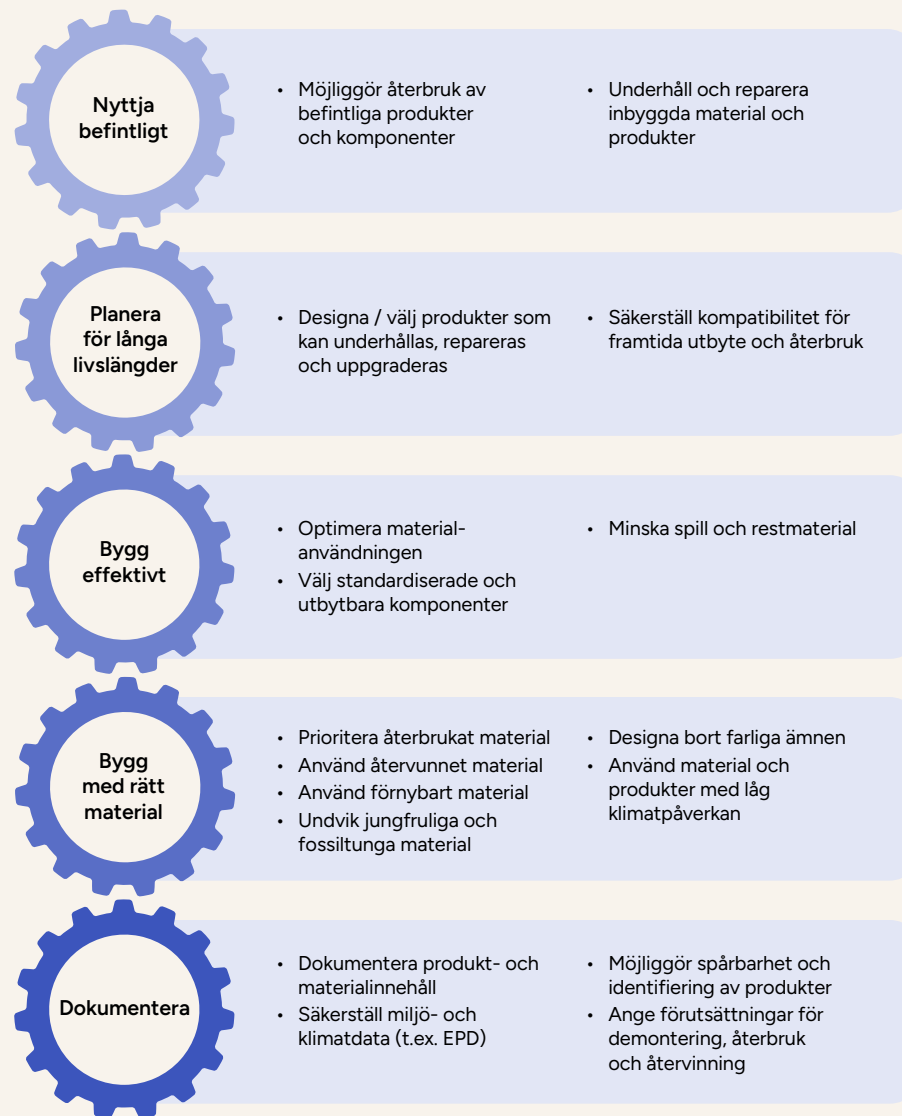 Nyttja
befintligt
• Möjliggör återbruk av
befintliga produkter
och komponenter
• Underhåll och reparera
inbyggda material och
produkter
Planera
för långa
livslängder
• Designa / välj produkter som
kan underhållas, repareras
och uppgraderas
• Säkerställ kompatibilitet för
framtida utbyte och återbruk
Bygg
effektivt
• Optimera material-
användningen
• Välj standardiserade och
utbytbara komponenter
• Minska spill och restmaterial
Bygg
med rätt
material
• Prioritera återbrukat material
• Använd återvunnet material
• Använd förnybart material
• Undvik jungfruliga och
fossiltunga material
• Designa bort farliga ämnen
• Använd material och
produkter med låg
klimatpåverkan
Dokumentera
• Dokumentera produkt- och
materialinnehåll
• Säkerställ miljö- och
klimatdata (t.ex. EPD)
• Möjliggör spårbarhet och
identifiering av produkter
• Ange förutsättningar för
demontering, återbruk
och återvinning